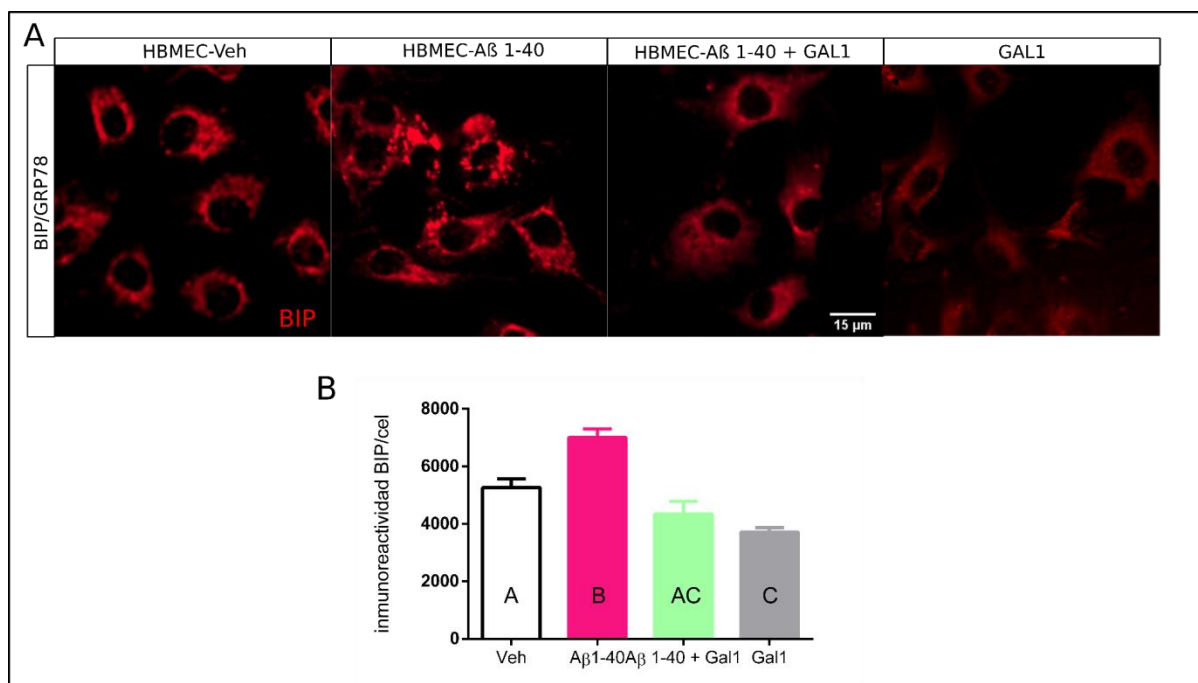 A
HBMEC-Veh
HBMEC-Aß 1-40
HBMEC-Aß 1-40 + GAL1
GAL1
BIP/GRP78
BIP
15 µm
B
inmunoreactividad BIP/cel
8000
6000
4000
2000
0
A
B
AC
C
Veh
Aβ1-40
Aβ 1-40 + Gal1
Gal1